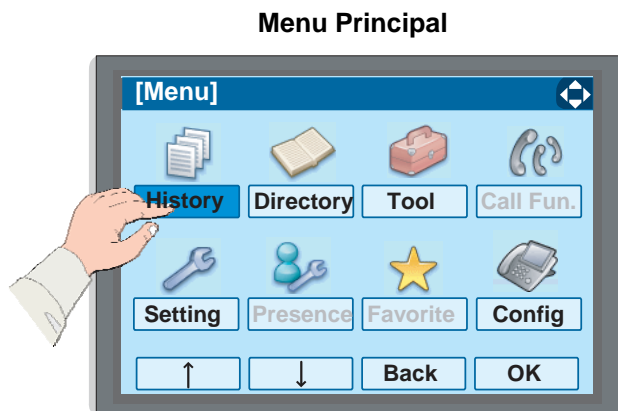 Menu Principal
[Menu]
History Directory Tool Call Fun.
Setting Presence Favorite Config
↑ ↓ Back OK